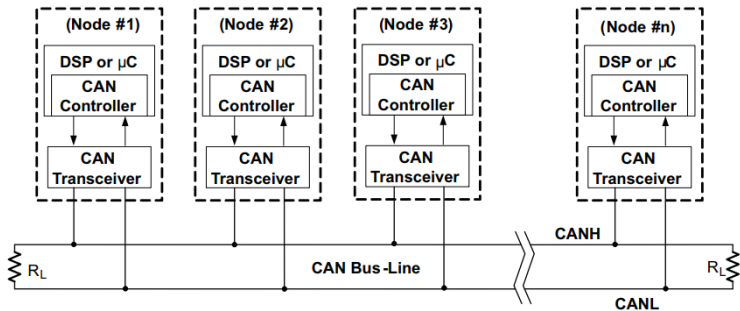 (Node #1)
DSP or µC
CAN
Controller
CAN
Transceiver
(Node #2)
DSP or µC
CAN
Controller
CAN
Transceiver
(Node #3)
DSP or µC
CAN
Controller
CAN
Transceiver
(Node #n)
DSP or µC
CAN
Controller
CAN
Transceiver
CANH
RL
CAN Bus-Line
RL
CANL